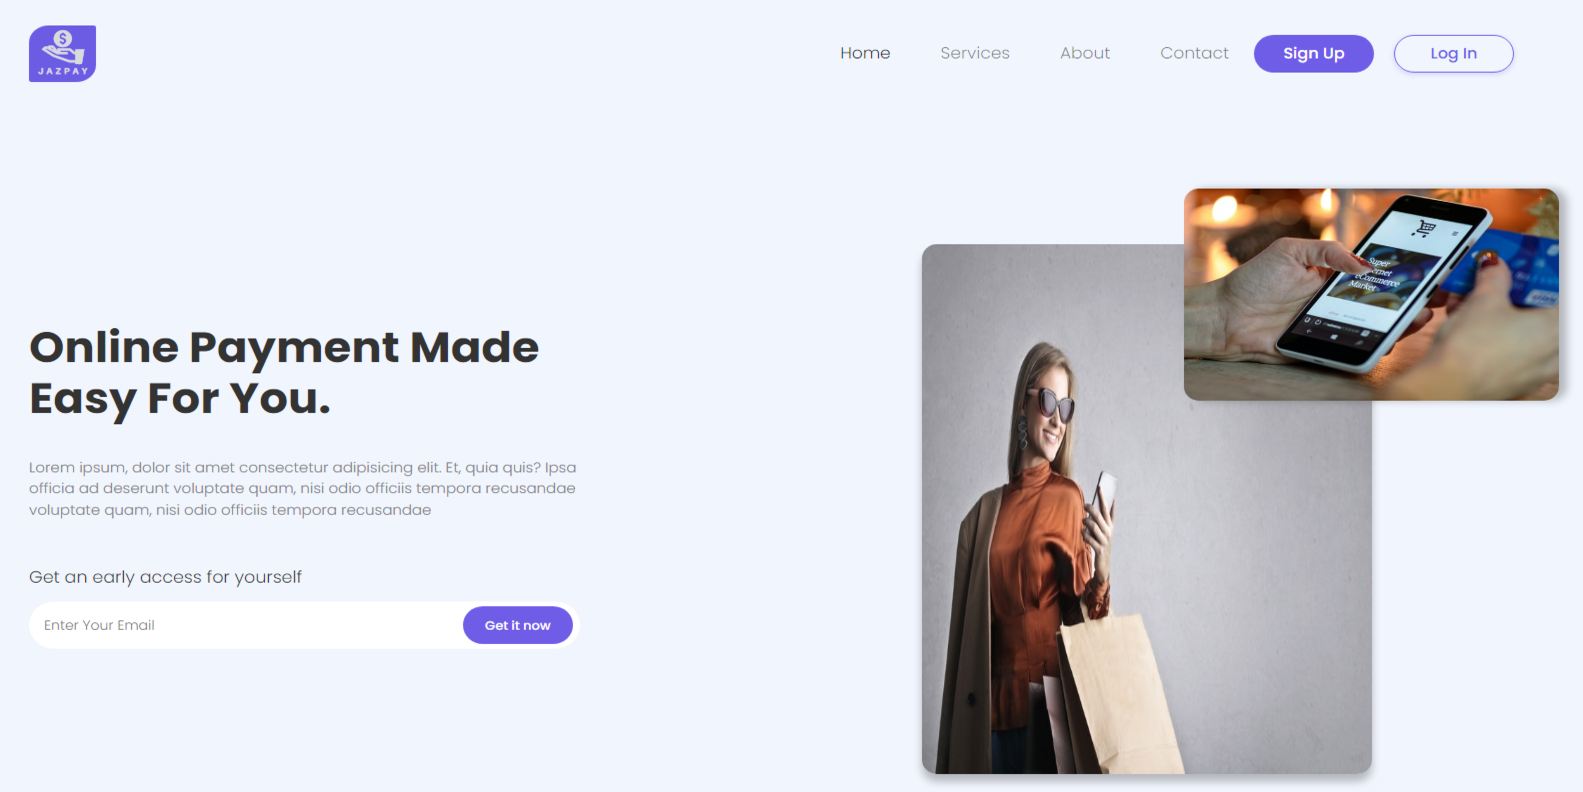 $
JAZPAY
Home Services About Contact Sign Up Log In
Super
eCommerce
Market
Online Payment Made
Easy For You.
Lorem ipsum, dolor sit amet consectetur adipisicing elit. Et, quia quis? Ipsa
officia ad deserunt voluptate quam, nisi odio officiis tempora recusandae
voluptate quam, nisi odio officiis tempora recusandae
Get an early access for yourself
Enter Your Email
Get it now